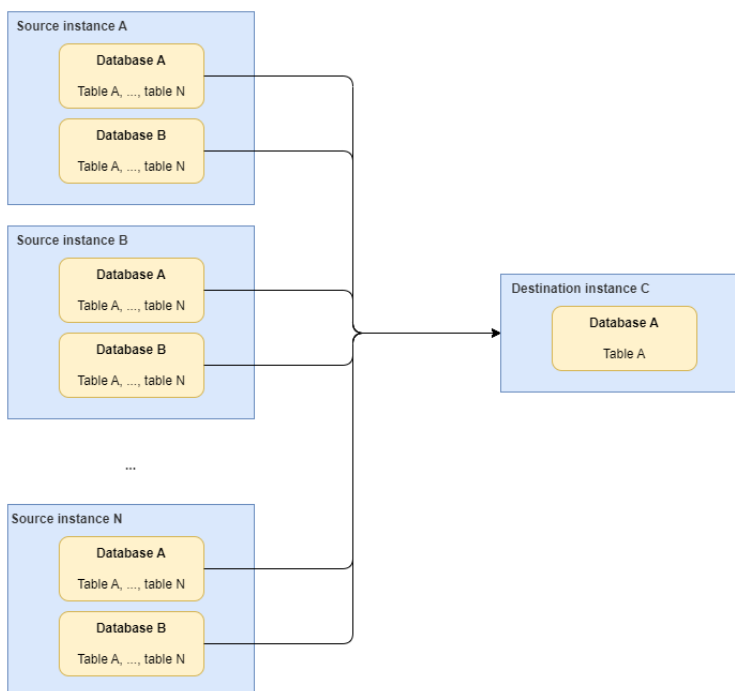 Source instance A
Database A
Table A, ..., table N
Database B
Table A, ..., table N
Source instance B
Database A
Table A, ..., table N
Database B
Table A, ..., table N
...
Source instance N
Database A
Table A, ..., table N
Database B
Table A, ..., table N
Destination instance C
Database A
Table A